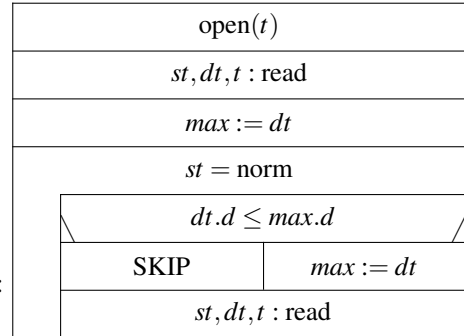 open(t)
st, dt, t : read
max := dt
st = norm
dt.d ≤ max.d
SKIP max := dt
:
st, dt, t : read